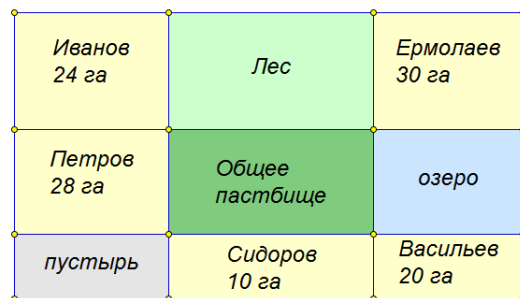 Иванов
24 га
Лес
Ермолаев
30 га
Петров
28 га
Общее
пастбище
озеро
пустырь
Сидоров
10 га
Васильев
20 га